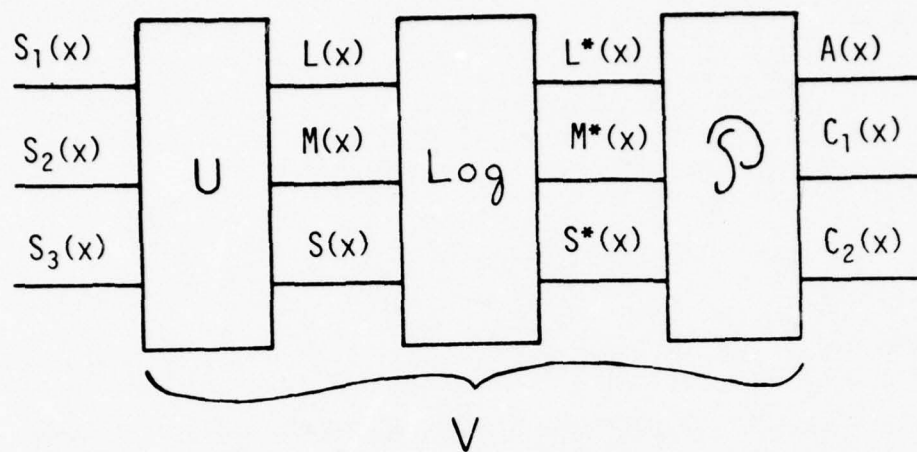 S₁(x) L(x) L*(x) A(x)
S₂(x) M(x) M*(x) C₁(x)
U Log P
S₃(x) S(x) S*(x) C₂(x)
V